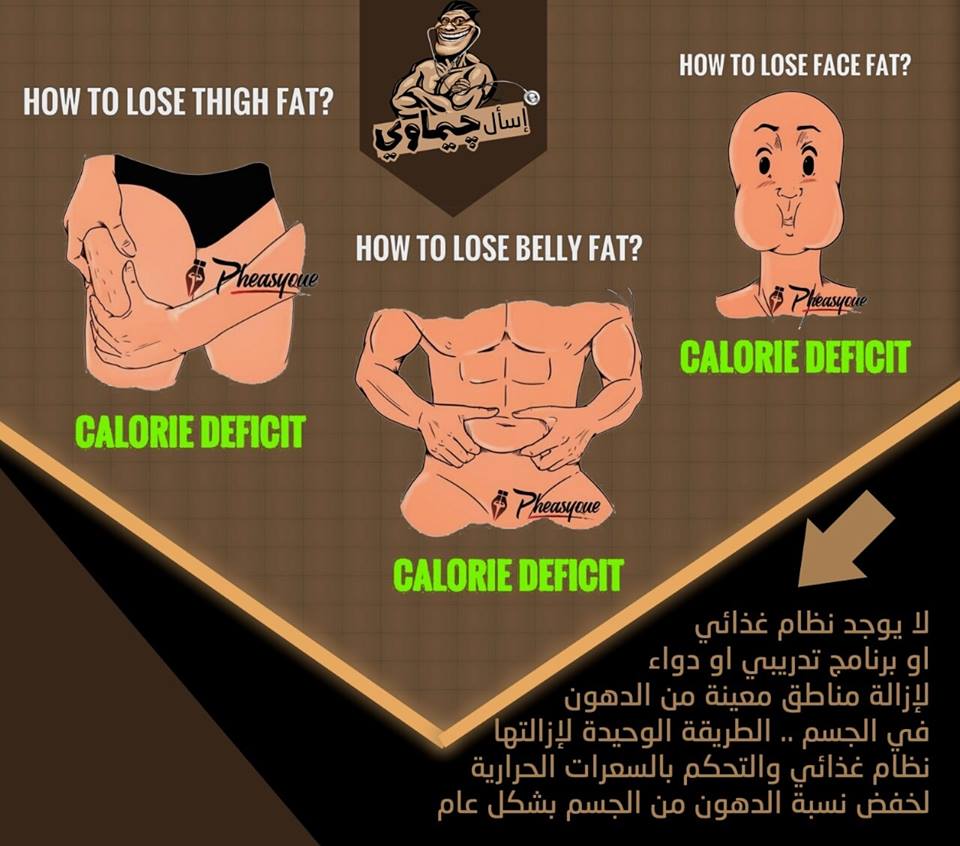 إسأل چيماوي
HOW TO LOSE THIGH FAT?
Pheasyque
CALORIE DEFICIT
HOW TO LOSE BELLY FAT?
Pheasyque
CALORIE DEFICIT
HOW TO LOSE FACE FAT?
Pheasyque
CALORIE DEFICIT
لا يوجد نظام غذائي
او برنامج تدريبي او دواء
لإزالة مناطق معينة من الدهون
في الجسم .. الطريقة الوحيدة لإزالتها
نظام غذائي والتحكم بالسعرات الحرارية
لخفض نسبة الدهون من الجسم بشكل عام